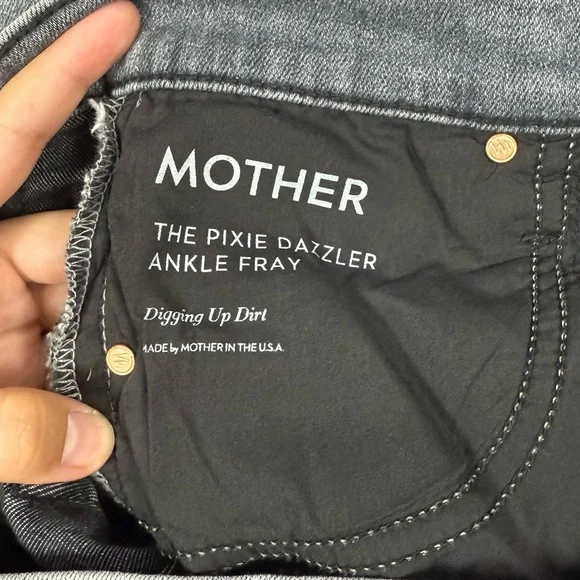 MOTHER
THE PIXIE DAZZLER
ANKLE FRAY
Digging Up Dirt
MADE by MOTHER IN THE U.S.A.